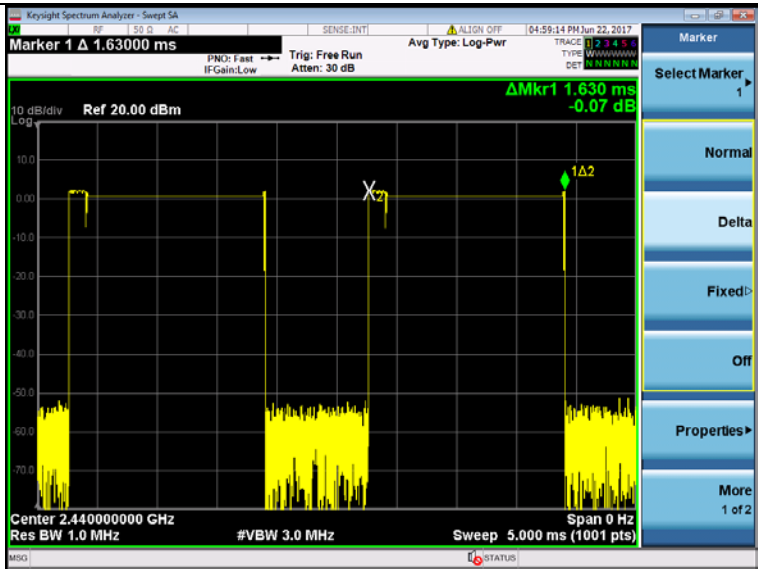 Keysight Spectrum Analyzer - Swept SA
RF 50 Ω AC SENSE:INT ALIGN OFF 04:59:14 PM Jun 22, 2017
Marker 1 Δ 1.63000 ms
PNO: Fast
IFGain:Low
Trig: Free Run
Atten: 30 dB
Avg Type: Log-Pwr
TRACE 1 2 3 4 5 6
TYPE WWWWWW
DET N N N N N N
ΔMkr1 1.630 ms
-0.07 dB
10 dB/div Ref 20.00 dBm
Log
10.0
0.00
-10.0
-20.0
-30.0
-40.0
-50.0
-60.0
-70.0
X2
1Δ2
Center 2.440000000 GHz Span 0 Hz
Res BW 1.0 MHz #VBW 3.0 MHz Sweep 5.000 ms (1001 pts)
MSG STATUS
Marker
Select Marker
1
Normal
Delta
Fixed
Off
Properties
More
1 of 2